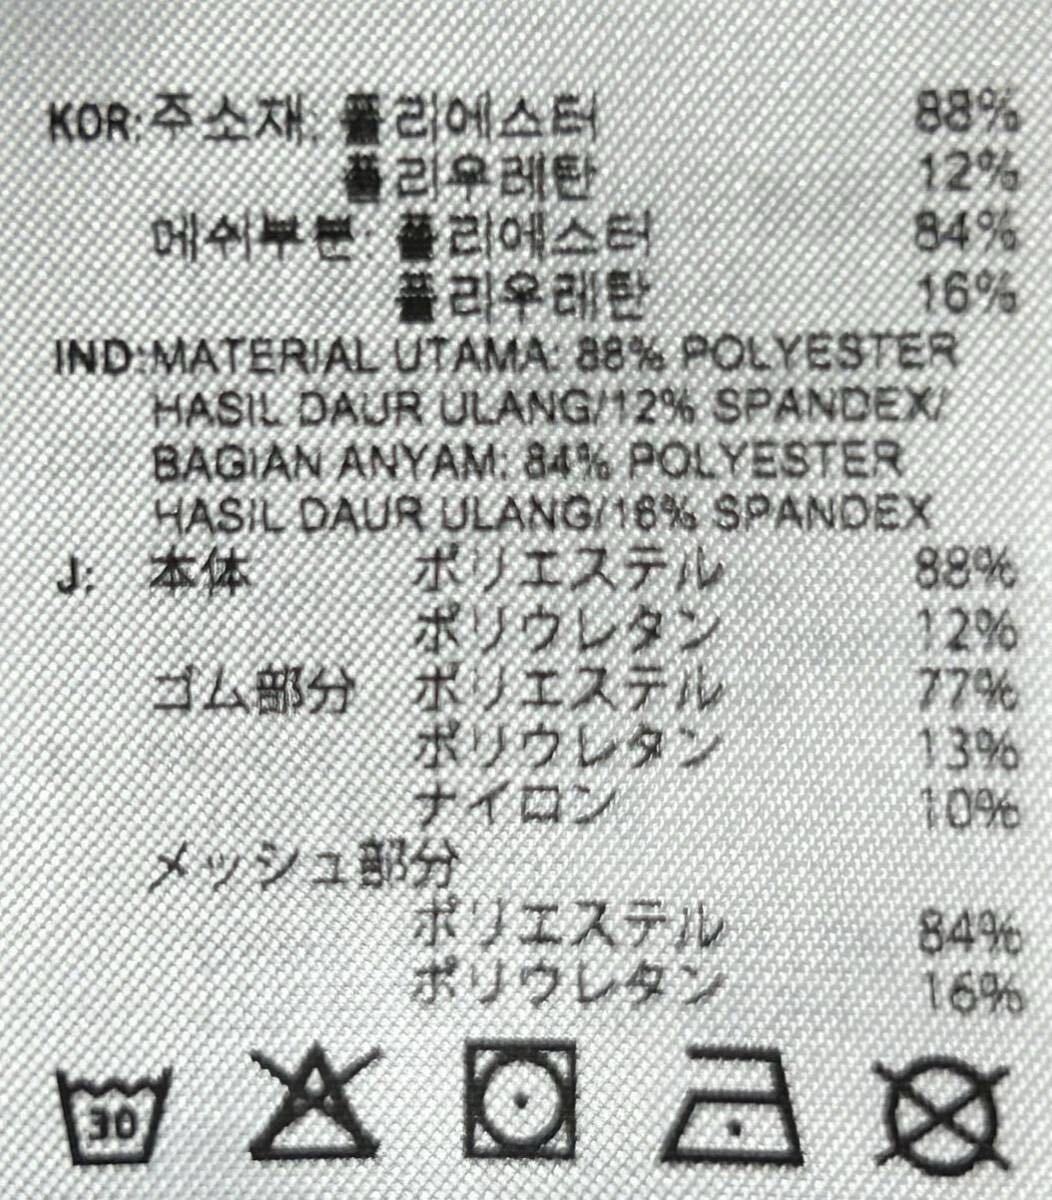 KOR: 주소재: 폴리에스터 88%
폴리우레탄 12%
메쉬부분: 폴리에스터 84%
폴리우레탄 16%
IND: MATERIAL UTAMA: 88% POLYESTER
HASIL DAUR ULANG/12% SPANDEX/
BAGIAN ANYAM: 84% POLYESTER
HASIL DAUR ULANG/16% SPANDEX
J: 本体 ポリエステル 88%
ポリウレタン 12%
ゴム部分 ポリエステル 77%
ポリウレタン 13%
ナイロン 10%
メッシュ部分
ポリエステル 84%
ポリウレタン 16%
30